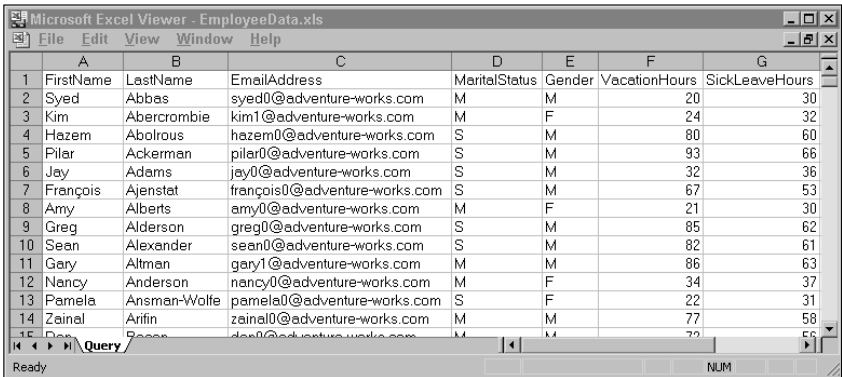 Microsoft Excel Viewer - EmployeeData.xls
File Edit View Window Help
A B C D E F G
1 FirstName LastName EmailAddress MaritalStatus Gender VacationHours SickLeaveHours
2 Syed Abbas syed0@adventure-works.com M M 20 30
3 Kim Abercrombie kim1@adventure-works.com M F 24 32
4 Hazem Abolrous hazem0@adventure-works.com S M 80 60
5 Pilar Ackerman pilar0@adventure-works.com S M 93 66
6 Jay Adams jay0@adventure-works.com S M 32 36
7 François Ajenstat françois0@adventure-works.com S M 67 53
8 Amy Alberts amy0@adventure-works.com M F 21 30
9 Greg Alderson greg0@adventure-works.com S M 85 62
10 Sean Alexander sean0@adventure-works.com S M 82 61
11 Gary Altman gary1@adventure-works.com M M 86 63
12 Nancy Anderson nancy0@adventure-works.com M F 34 37
13 Pamela Ansman-Wolfe pamela0@adventure-works.com S F 22 31
14 Zainal Arifin zainal0@adventure-works.com M M 77 58
15 M M 72
Query
Ready NUM